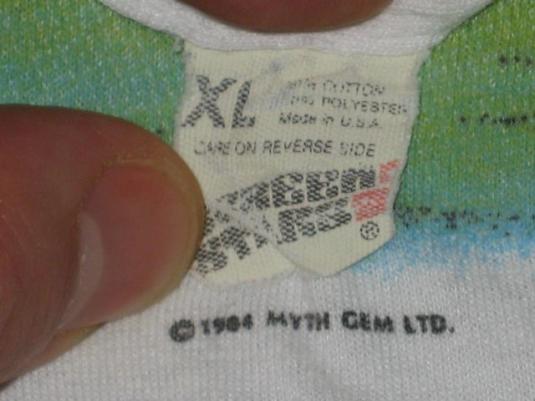 XL
COTTON
POLYESTER
Made in U.S.A.
CARE ON REVERSE SIDE
SCREEN
STARS
®
© 1984 MYTH GEM LTD.